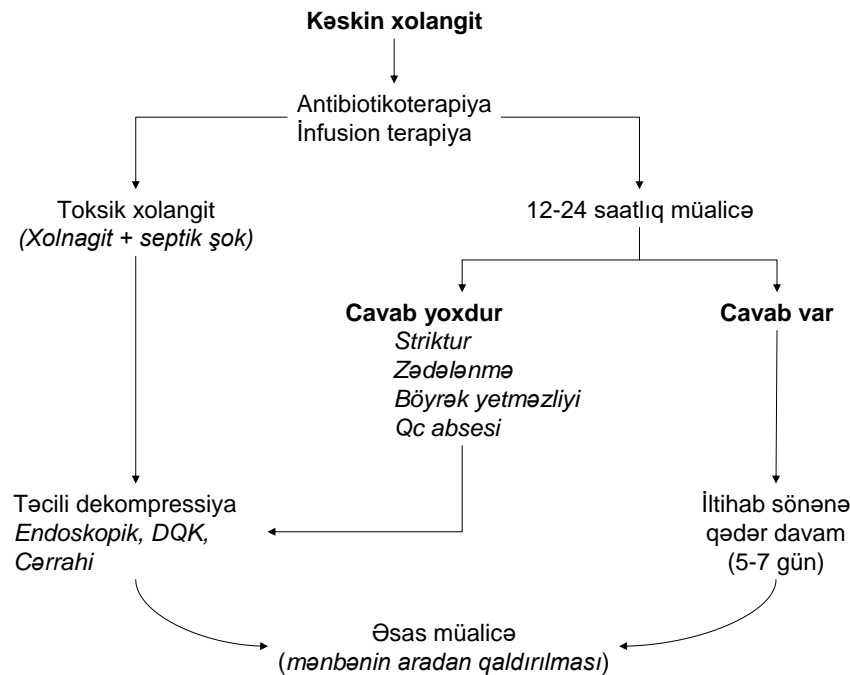 Kəskin xolangit
Antibiotikoterapiya
İnfusion terapiya
Toksik xolangit
(Xolnagit + septik şok)
12-24 saatlıq müalicə
Cavab yoxdur
Striktur
Zədələnmə
Böyrək yetməzliyi
Qc absesi
Cavab var
Təcili dekompressiya
Endoskopik, DQK,
Cərrahi
İltihab sönənə
qədər davam
(5-7 gün)
Əsas müalicə
(mənbənin aradan qaldırılması)